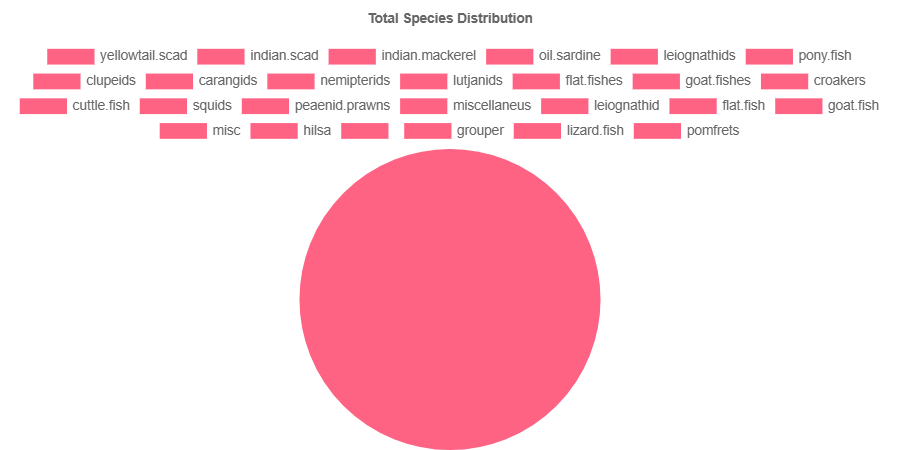 Total Species Distribution
yellowtail.scad indian.scad indian.mackerel oil.sardine leiognathids pony.fish
clupeids carangids nemipterids lutjanids flat.fishes goat.fishes croakers
cuttle.fish squids peaenid.prawns miscellaneus leiognathid flat.fish goat.fish
misc hilsa grouper lizard.fish pomfrets